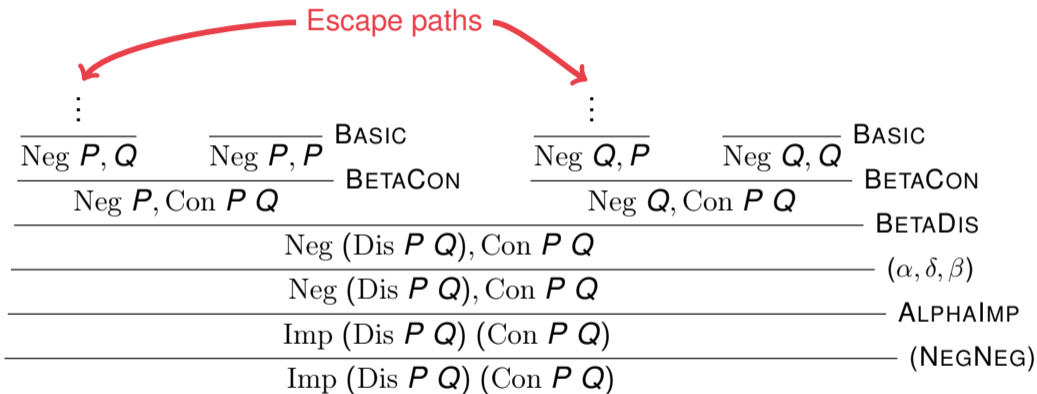 Escape paths
⋮ ⋮
BASIC BASIC
Neg P, Q Neg P, P Neg Q, P Neg Q, Q
BETACON BETACON
Neg P, Con P Q Neg Q, Con P Q
BETADIS
Neg (Dis P Q), Con P Q
(α, δ, β)
Neg (Dis P Q), Con P Q
ALPHAIMP
Imp (Dis P Q) (Con P Q)
(NEGNEG)
Imp (Dis P Q) (Con P Q)